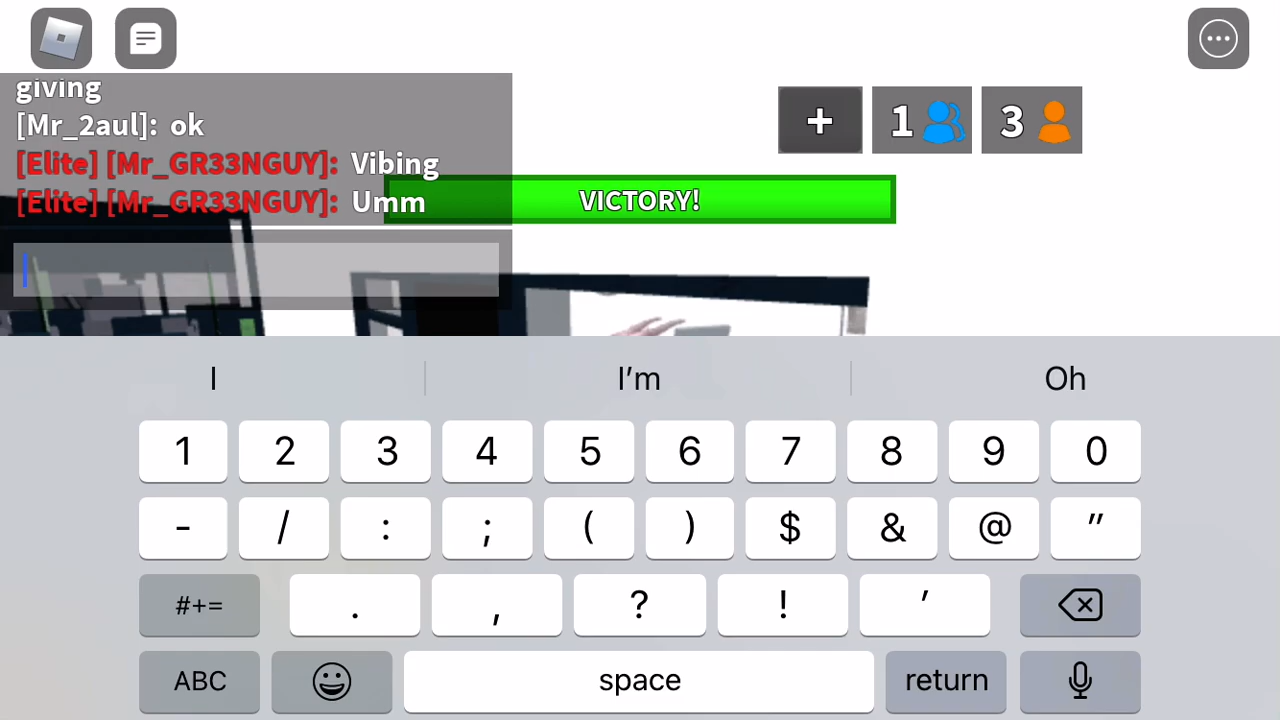 giving
[Mr_2aul]: ok
[Elite] [Mr_GR33NGUY]: Vibing
[Elite] [Mr_GR33NGUY]: Umm
+ 1 3
VICTORY!
I I’m Oh
1 2 3 4 5 6 7 8 9 0
- / : ; ( ) $ & @ "
#+= . , ? ! ’
ABC space return